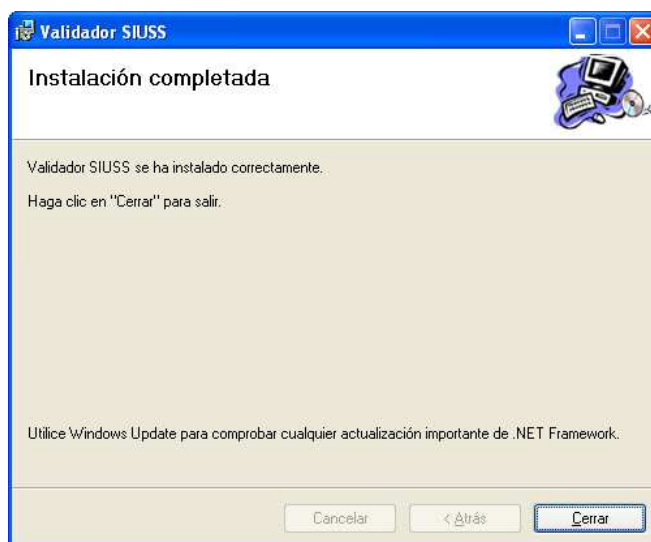 Validador SIUSS
Instalación completada
Validador SIUSS se ha instalado correctamente.
Haga clic en "Cerrar" para salir.
Utilice Windows Update para comprobar cualquier actualización importante de .NET Framework.
Cancelar
< Atrás
Cerrar